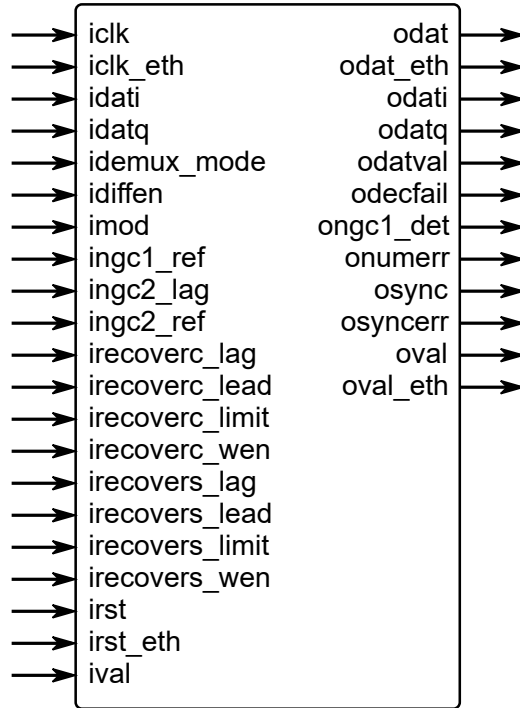 iclk
iclk_eth
idati
idatq
idemux_mode
idiffen
imod
ingc1_ref
ingc2_lag
ingc2_ref
irecoverc_lag
irecoverc_lead
irecoverc_limit
irecoverc_wen
irecovers_lag
irecovers_lead
irecovers_limit
irecovers_wen
irst
irst_eth
ival
odat
odat_eth
odati
odatq
odatval
odecfail
ongc1_det
onumerr
osync
osyncerr
oval
oval_eth